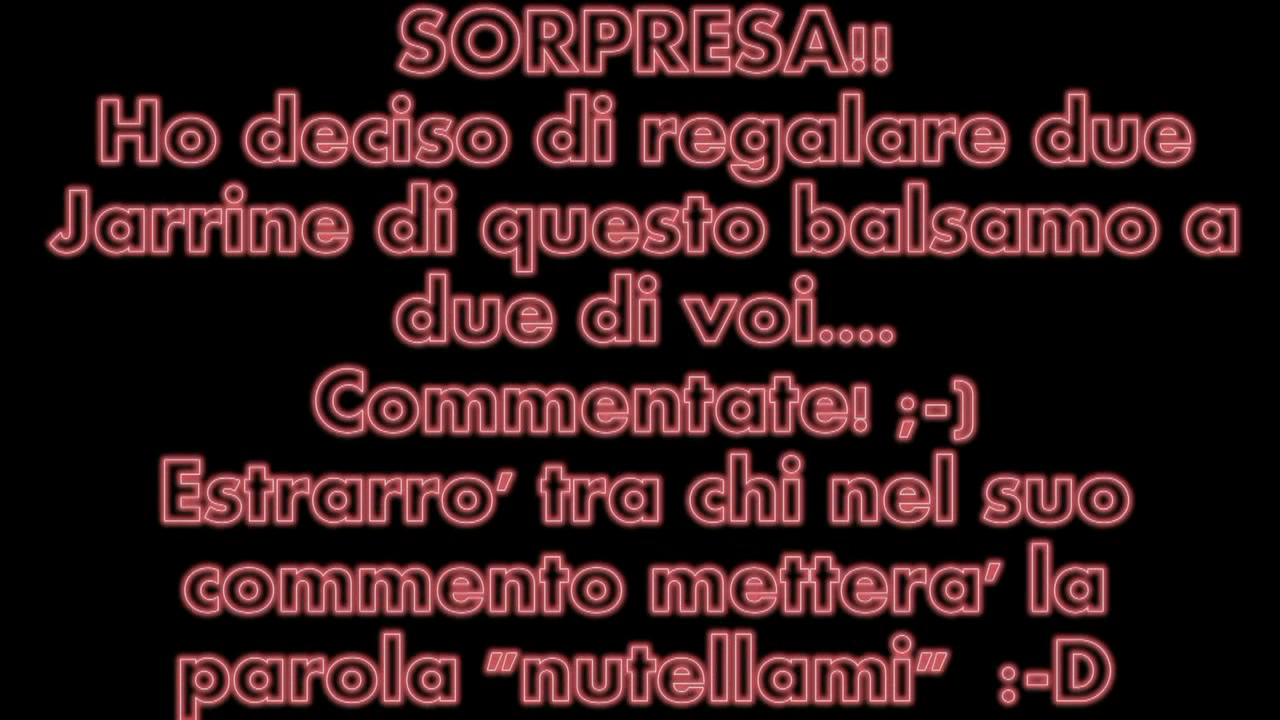 SORPRESA!!
Ho deciso di regalare due
Jarrine di questo balsamo a
due di voi....
Commentate! ;-)
Estrarro' tra chi nel suo
commento mettera' la
parola "nutellami"  :-D